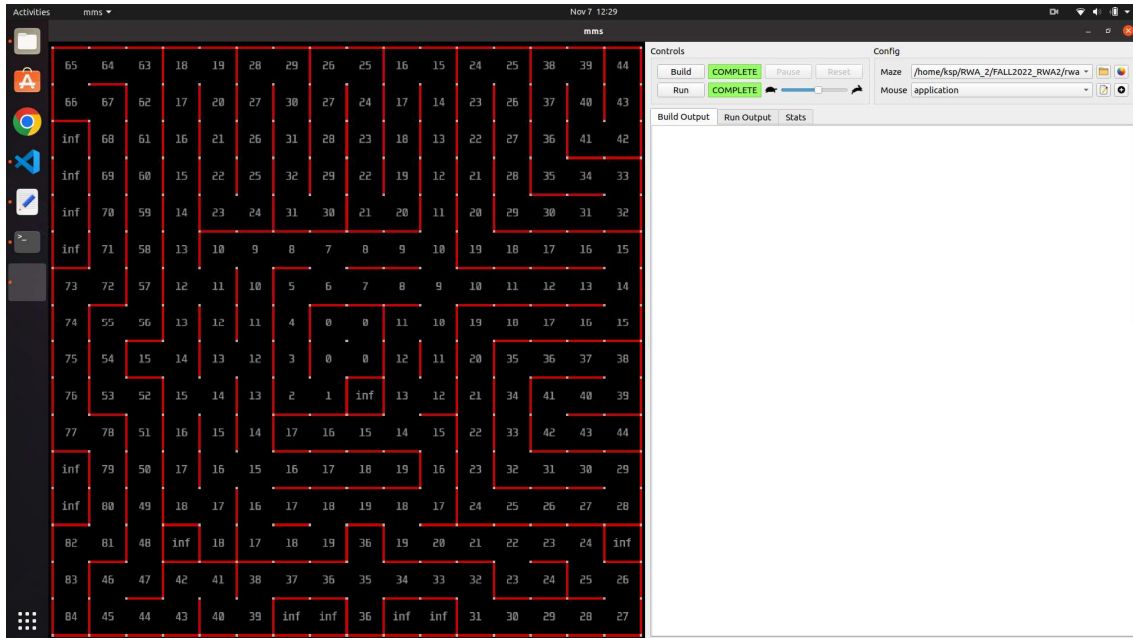 Activities mms Nov 7 12:29
mms
Controls Config
Build COMPLETE Pause Reset Maze /home/ksp/RWA_2/FALL2022_RWA2/rwa
Run COMPLETE Mouse application
Build Output Run Output Stats
65 64 63 18 19 28 29 26 25 16 15 24 25 38 39 44
66 67 62 17 20 27 30 27 24 17 14 23 26 37 40 43
inf 68 61 16 21 26 31 28 23 18 13 22 27 36 41 42
inf 69 60 15 22 25 32 29 22 19 12 21 28 35 34 33
inf 70 59 14 23 24 31 30 21 20 11 20 29 30 31 32
inf 71 58 13 10 9 8 7 8 9 10 19 18 17 16 15
73 72 57 12 11 10 5 6 7 8 9 10 11 12 13 14
74 55 56 13 12 11 4 0 0 11 10 19 18 17 16 15
75 54 15 14 13 12 3 0 0 12 11 20 35 36 37 38
76 53 52 15 14 13 2 1 inf 13 12 21 34 41 40 39
77 78 51 16 15 14 17 16 15 14 15 22 33 42 43 44
inf 79 50 17 16 15 16 17 18 19 16 23 32 31 30 29
inf 80 49 18 17 16 17 18 19 18 17 24 25 26 27 28
82 81 48 inf 18 17 18 19 36 19 20 21 22 23 24 inf
83 46 47 42 41 38 37 36 35 34 33 32 23 24 25 26
84 45 44 43 40 39 inf inf 36 inf inf 31 30 29 28 27